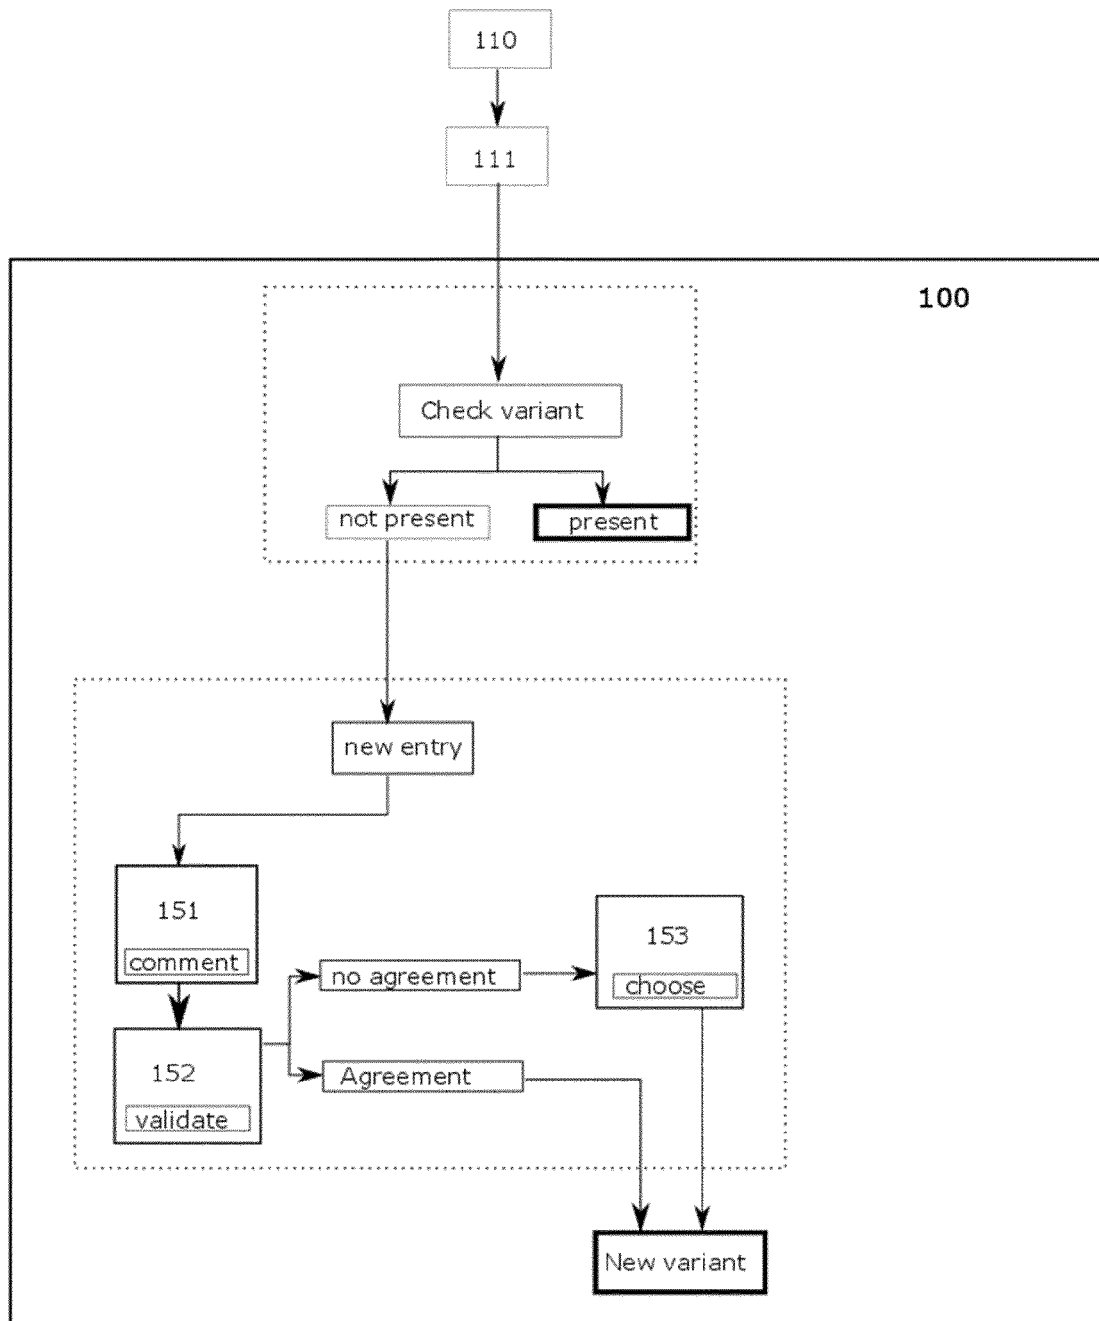 110
111
100
Check variant
not present
present
new entry
151
comment
153
choose
no agreement
152
validate
Agreement
New variant